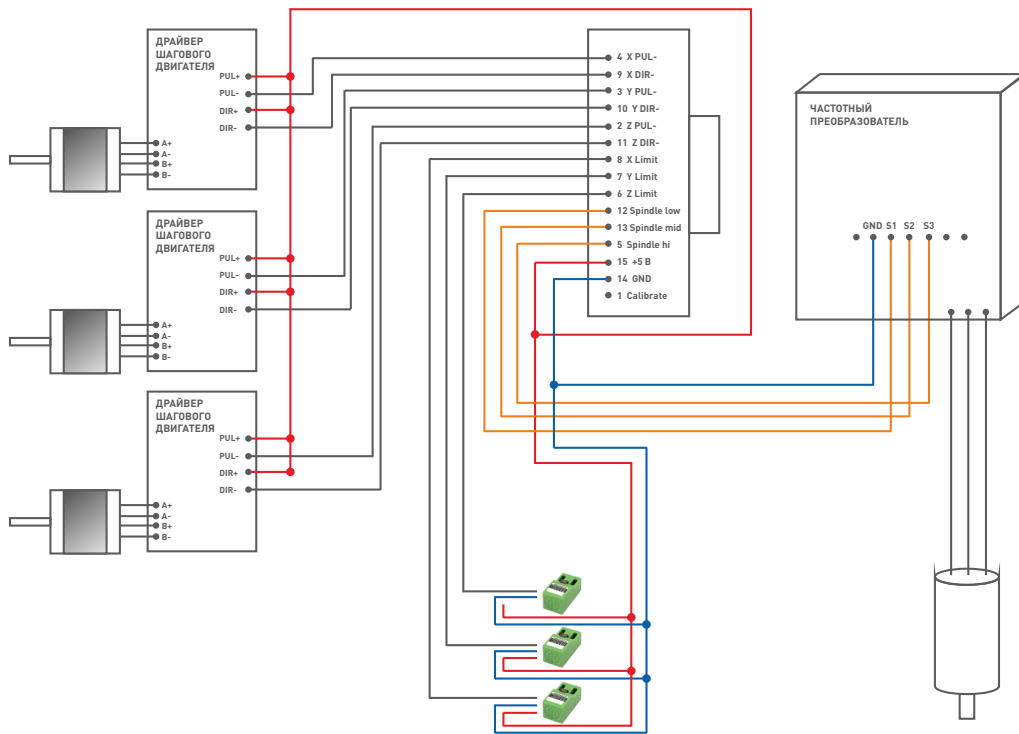 ДРАЙВЕР
ШАГОВОГО
ДВИГАТЕЛЯ
PUL+
PUL-
DIR+
DIR-
A+
A-
B+
B-
ДРАЙВЕР
ШАГОВОГО
ДВИГАТЕЛЯ
PUL+
PUL-
DIR+
DIR-
A+
A-
B+
B-
ДРАЙВЕР
ШАГОВОГО
ДВИГАТЕЛЯ
PUL+
PUL-
DIR+
DIR-
A+
A-
B+
B-
4 X PUL-
9 X DIR-
3 Y PUL-
10 Y DIR-
2 Z PUL-
11 Z DIR-
8 X Limit
7 Y Limit
6 Z Limit
12 Spindle low
13 Spindle mid
5 Spindle hi
15 +5 В
14 GND
1 Calibrate
ЧАСТОТНЫЙ
ПРЕОБРАЗОВАТЕЛЬ
GND S1 S2 S3